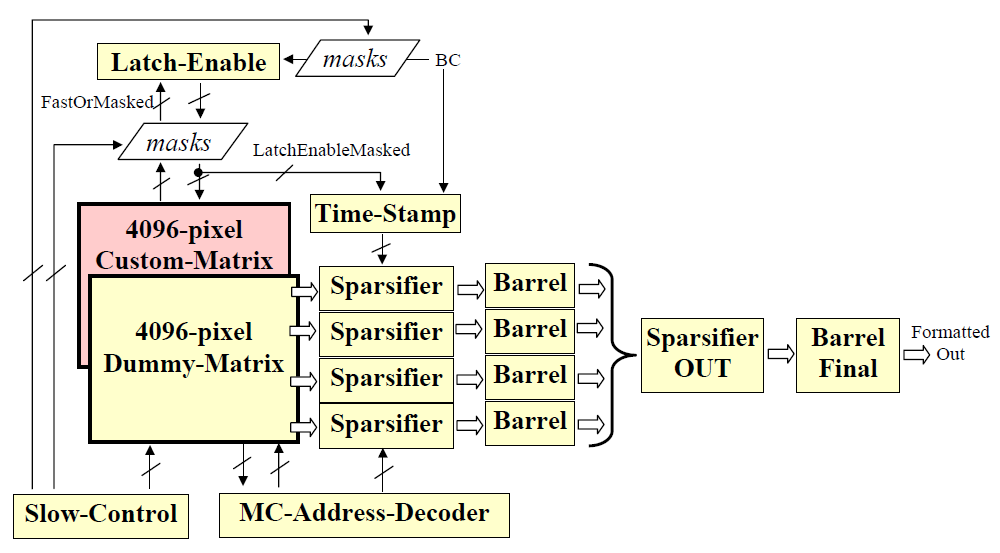 masks
BC
Latch-Enable
FastOrMasked
masks
LatchEnableMasked
4096-pixel
Custom-Matrix
Time-Stamp
4096-pixel
Dummy-Matrix
Sparsifier
Barrel
Sparsifier
Barrel
Sparsifier
Barrel
Sparsifier
Barrel
Sparsifier
OUT
Barrel
Final
Formatted
Out
Slow-Control
MC-Address-Decoder